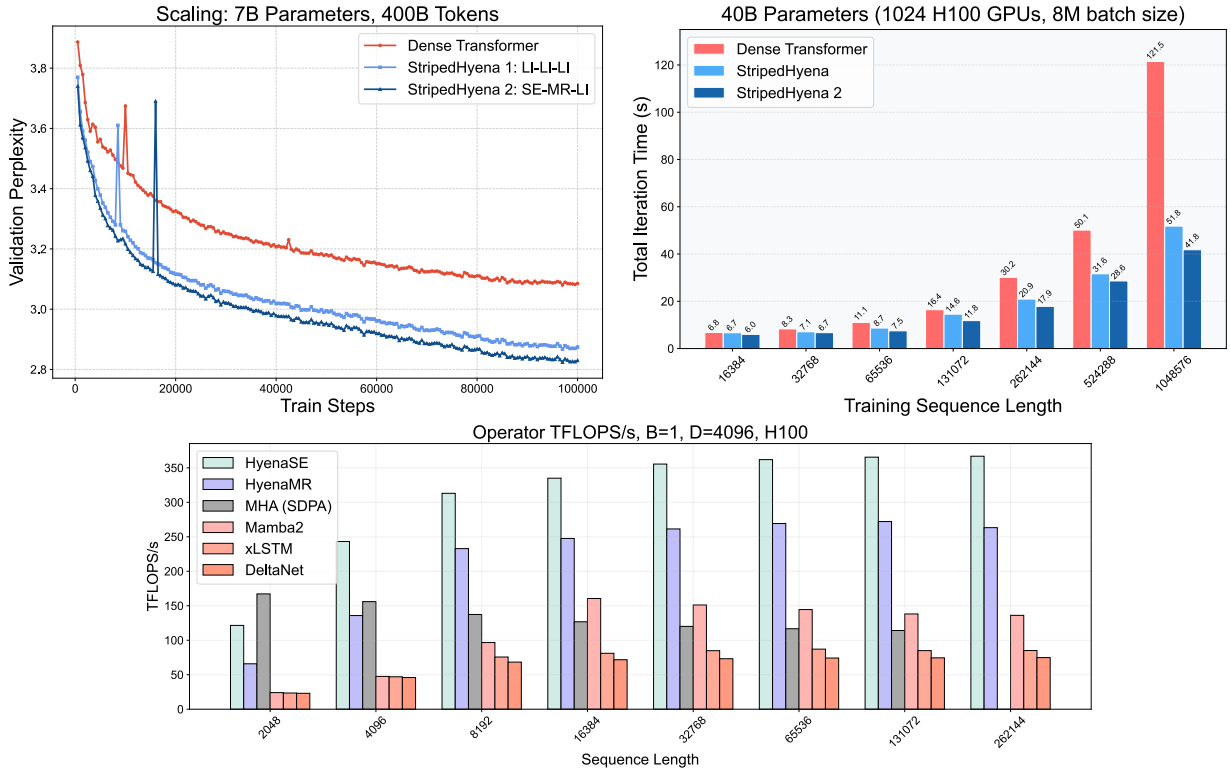 Scaling: 7B Parameters, 400B Tokens
Dense Transformer
StripedHyena 1: LI-LI-LI
StripedHyena 2: SE-MR-LI
Validation Perplexity
3.8
3.6
3.4
3.2
3.0
2.8
0 20000 40000 60000 80000 100000
Train Steps
40B Parameters (1024 H100 GPUs, 8M batch size)
Dense Transformer
StripedHyena
StripedHyena 2
Total Iteration Time (s)
120
100
80
60
40
20
0
6.8 6.7 6.0
8.3 7.1 6.7
11.1 8.7 7.5
16.4 14.6 11.8
30.2 20.9 17.9
50.1 31.6 28.6
121.5 51.8 41.8
16384 32768 65536 131072 262144 524288 1048576
Training Sequence Length
Operator TFLOPS/s, B=1, D=4096, H100
HyenaSE
HyenaMR
MHA (SDPA)
Mamba2
xLSTM
DeltaNet
TFLOPS/s
350
300
250
200
150
100
50
0
2048 4096 8192 16384 32768 65536 131072 262144
Sequence Length